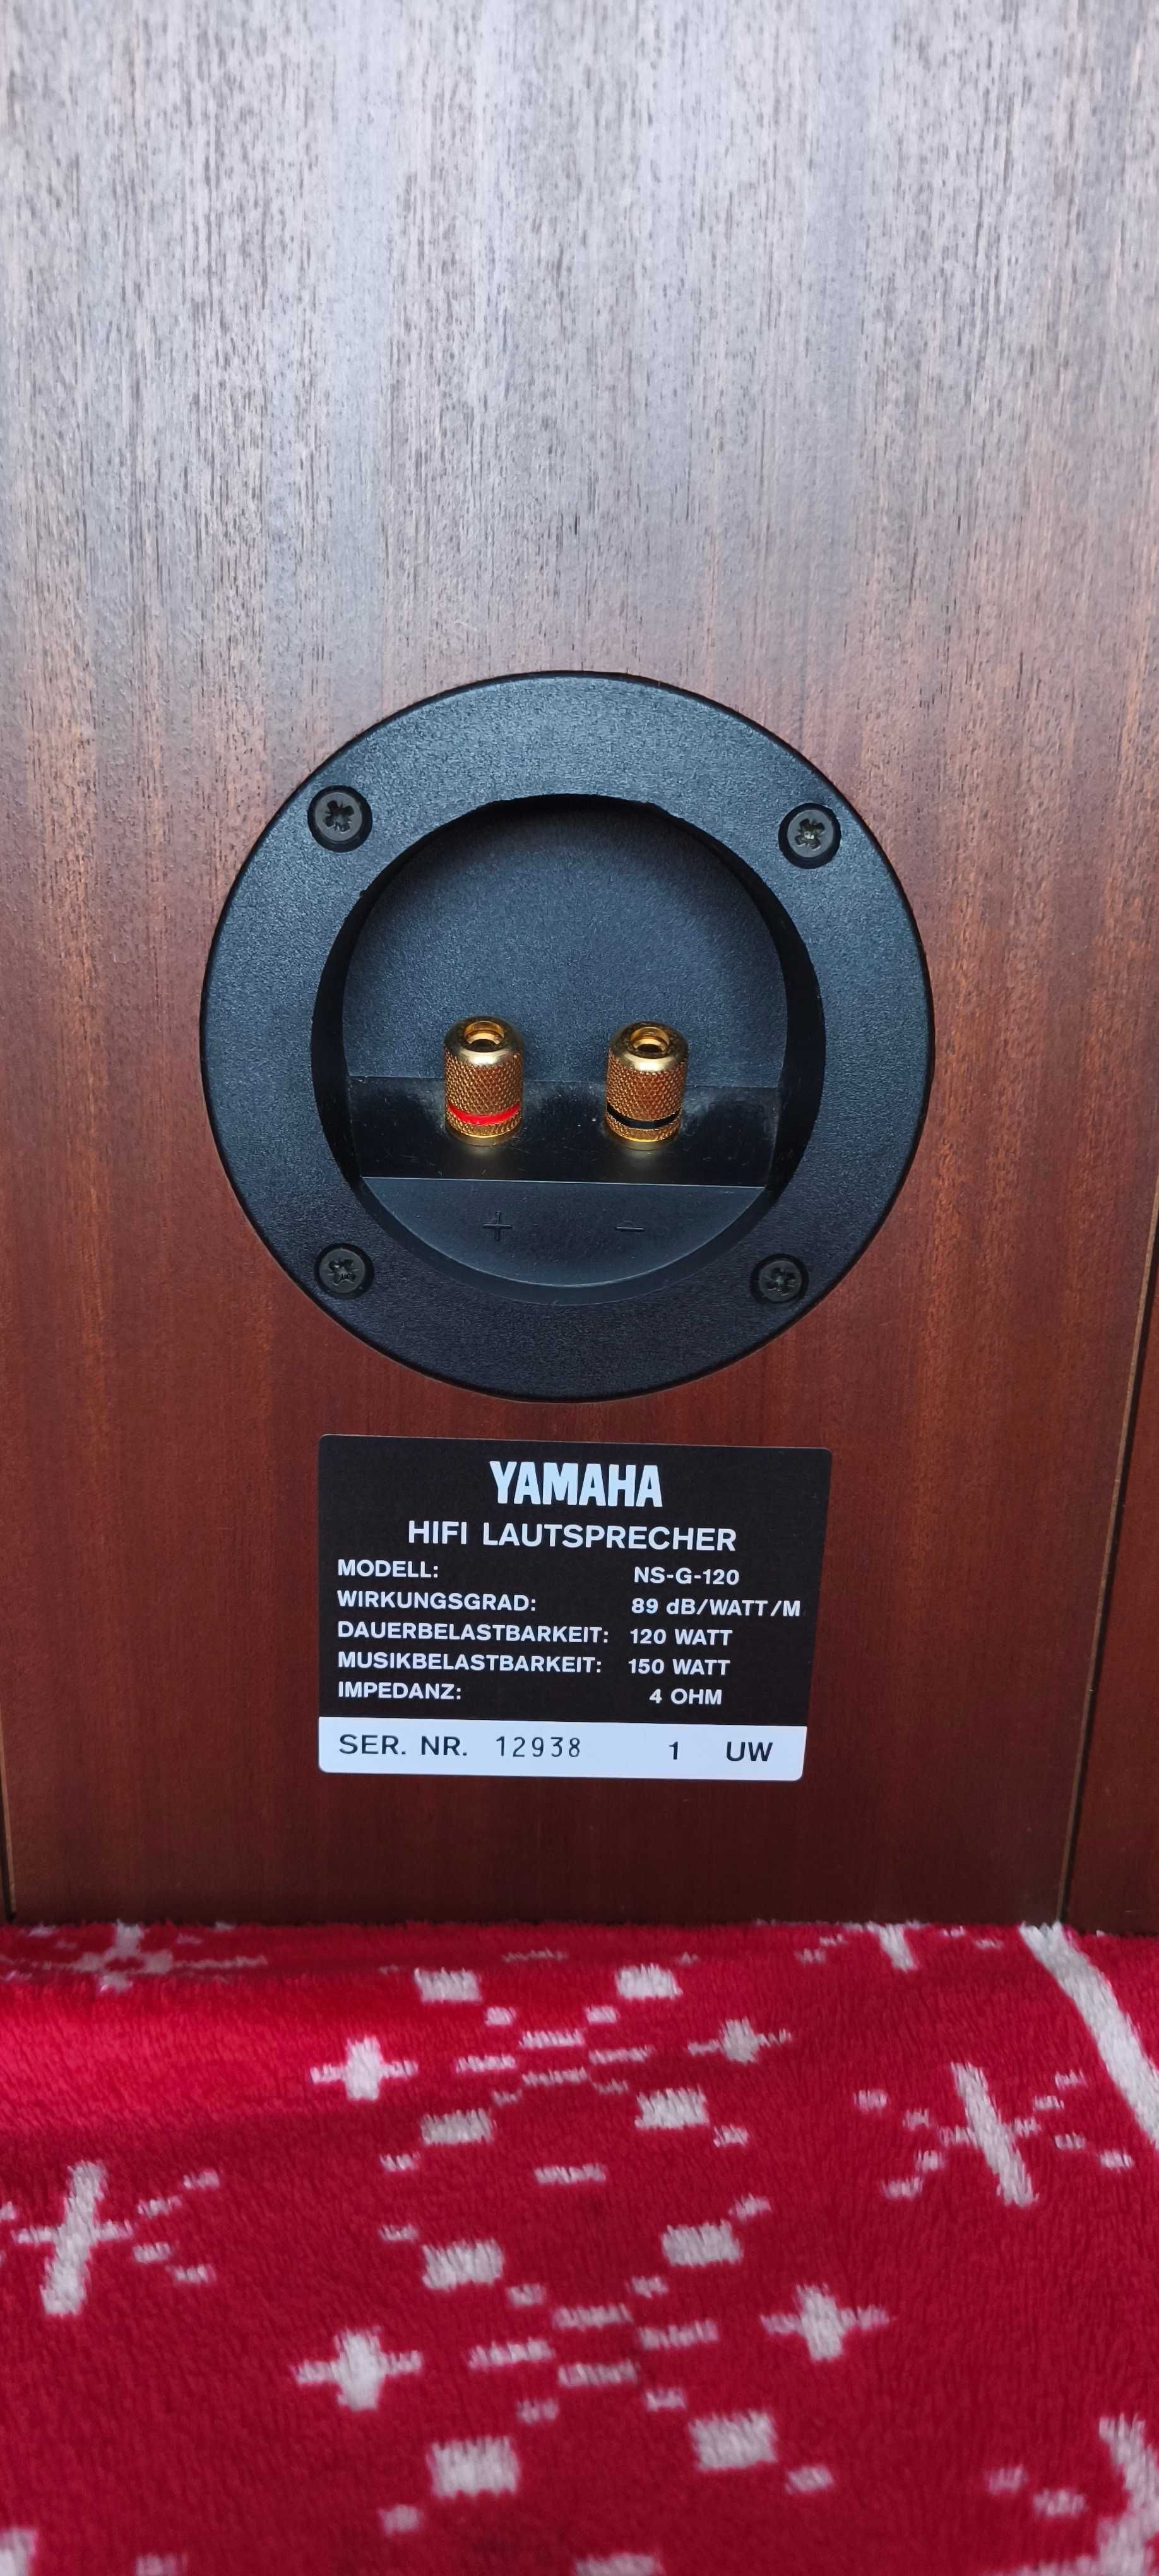 + −
YAMAHA
HIFI LAUTSPRECHER
MODELL: NS-G-120
WIRKUNGSGRAD: 89 dB/WATT/M
DAUERBELASTBARKEIT: 120 WATT
MUSIKBELASTBARKEIT: 150 WATT
IMPEDANZ: 4 OHM
SER. NR. 12938 1 UW